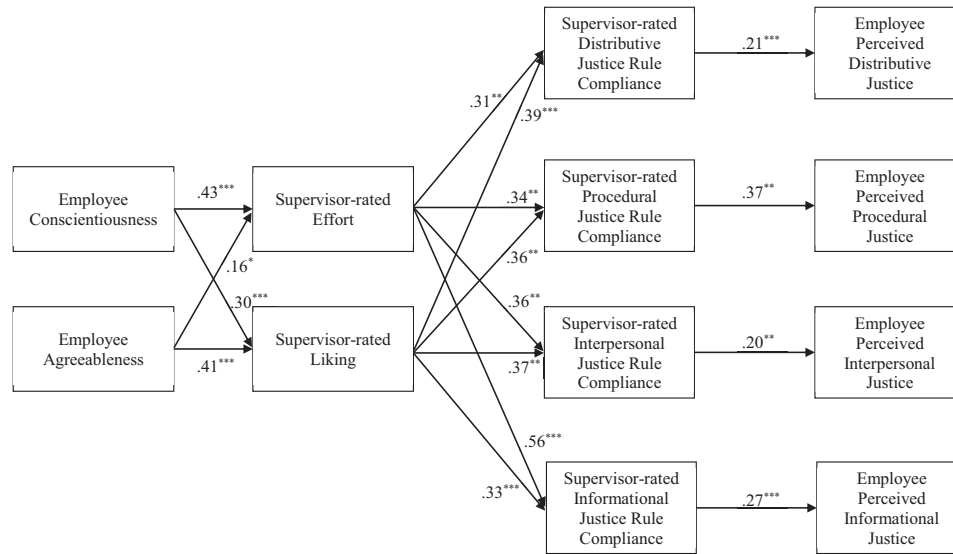 Supervisor-rated
Distributive
Justice Rule
Compliance
.21***
Employee
Perceived
Distributive
Justice
.31**
.39***
Employee
Conscientiousness
.43***
Supervisor-rated
Effort
.34**
Supervisor-rated
Procedural
Justice Rule
Compliance
.37**
Employee
Perceived
Procedural
Justice
.16*
.30***
.36**
.36**
Employee
Agreeableness
.41***
Supervisor-rated
Liking
.37**
Supervisor-rated
Interpersonal
Justice Rule
Compliance
.20**
Employee
Perceived
Interpersonal
Justice
.56***
.33***
Supervisor-rated
Informational
Justice Rule
Compliance
.27***
Employee
Perceived
Informational
Justice